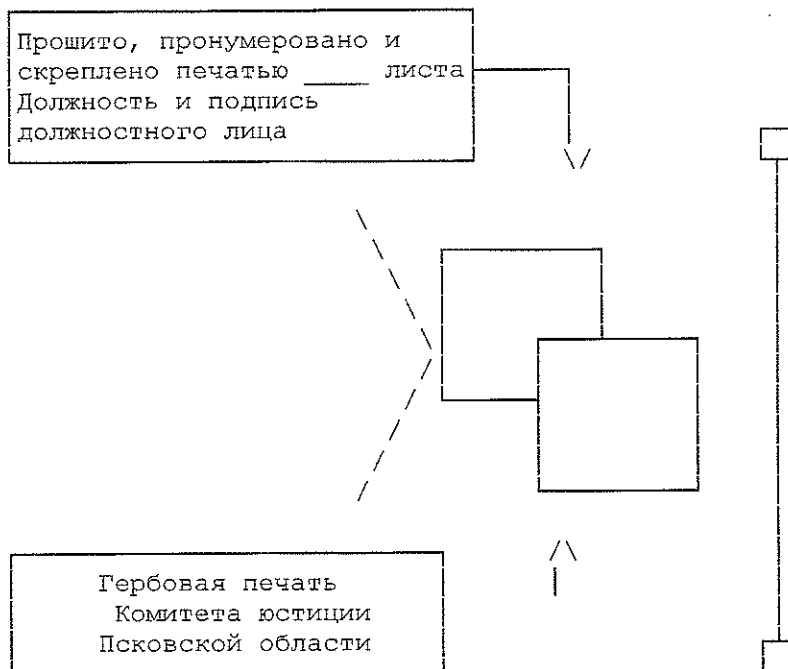 Прошито, пронумеровано и
скреплено печатью ____ листа
Должность и подпись
должностного лица
Гербовая печать
Комитета юстиции
Псковской области